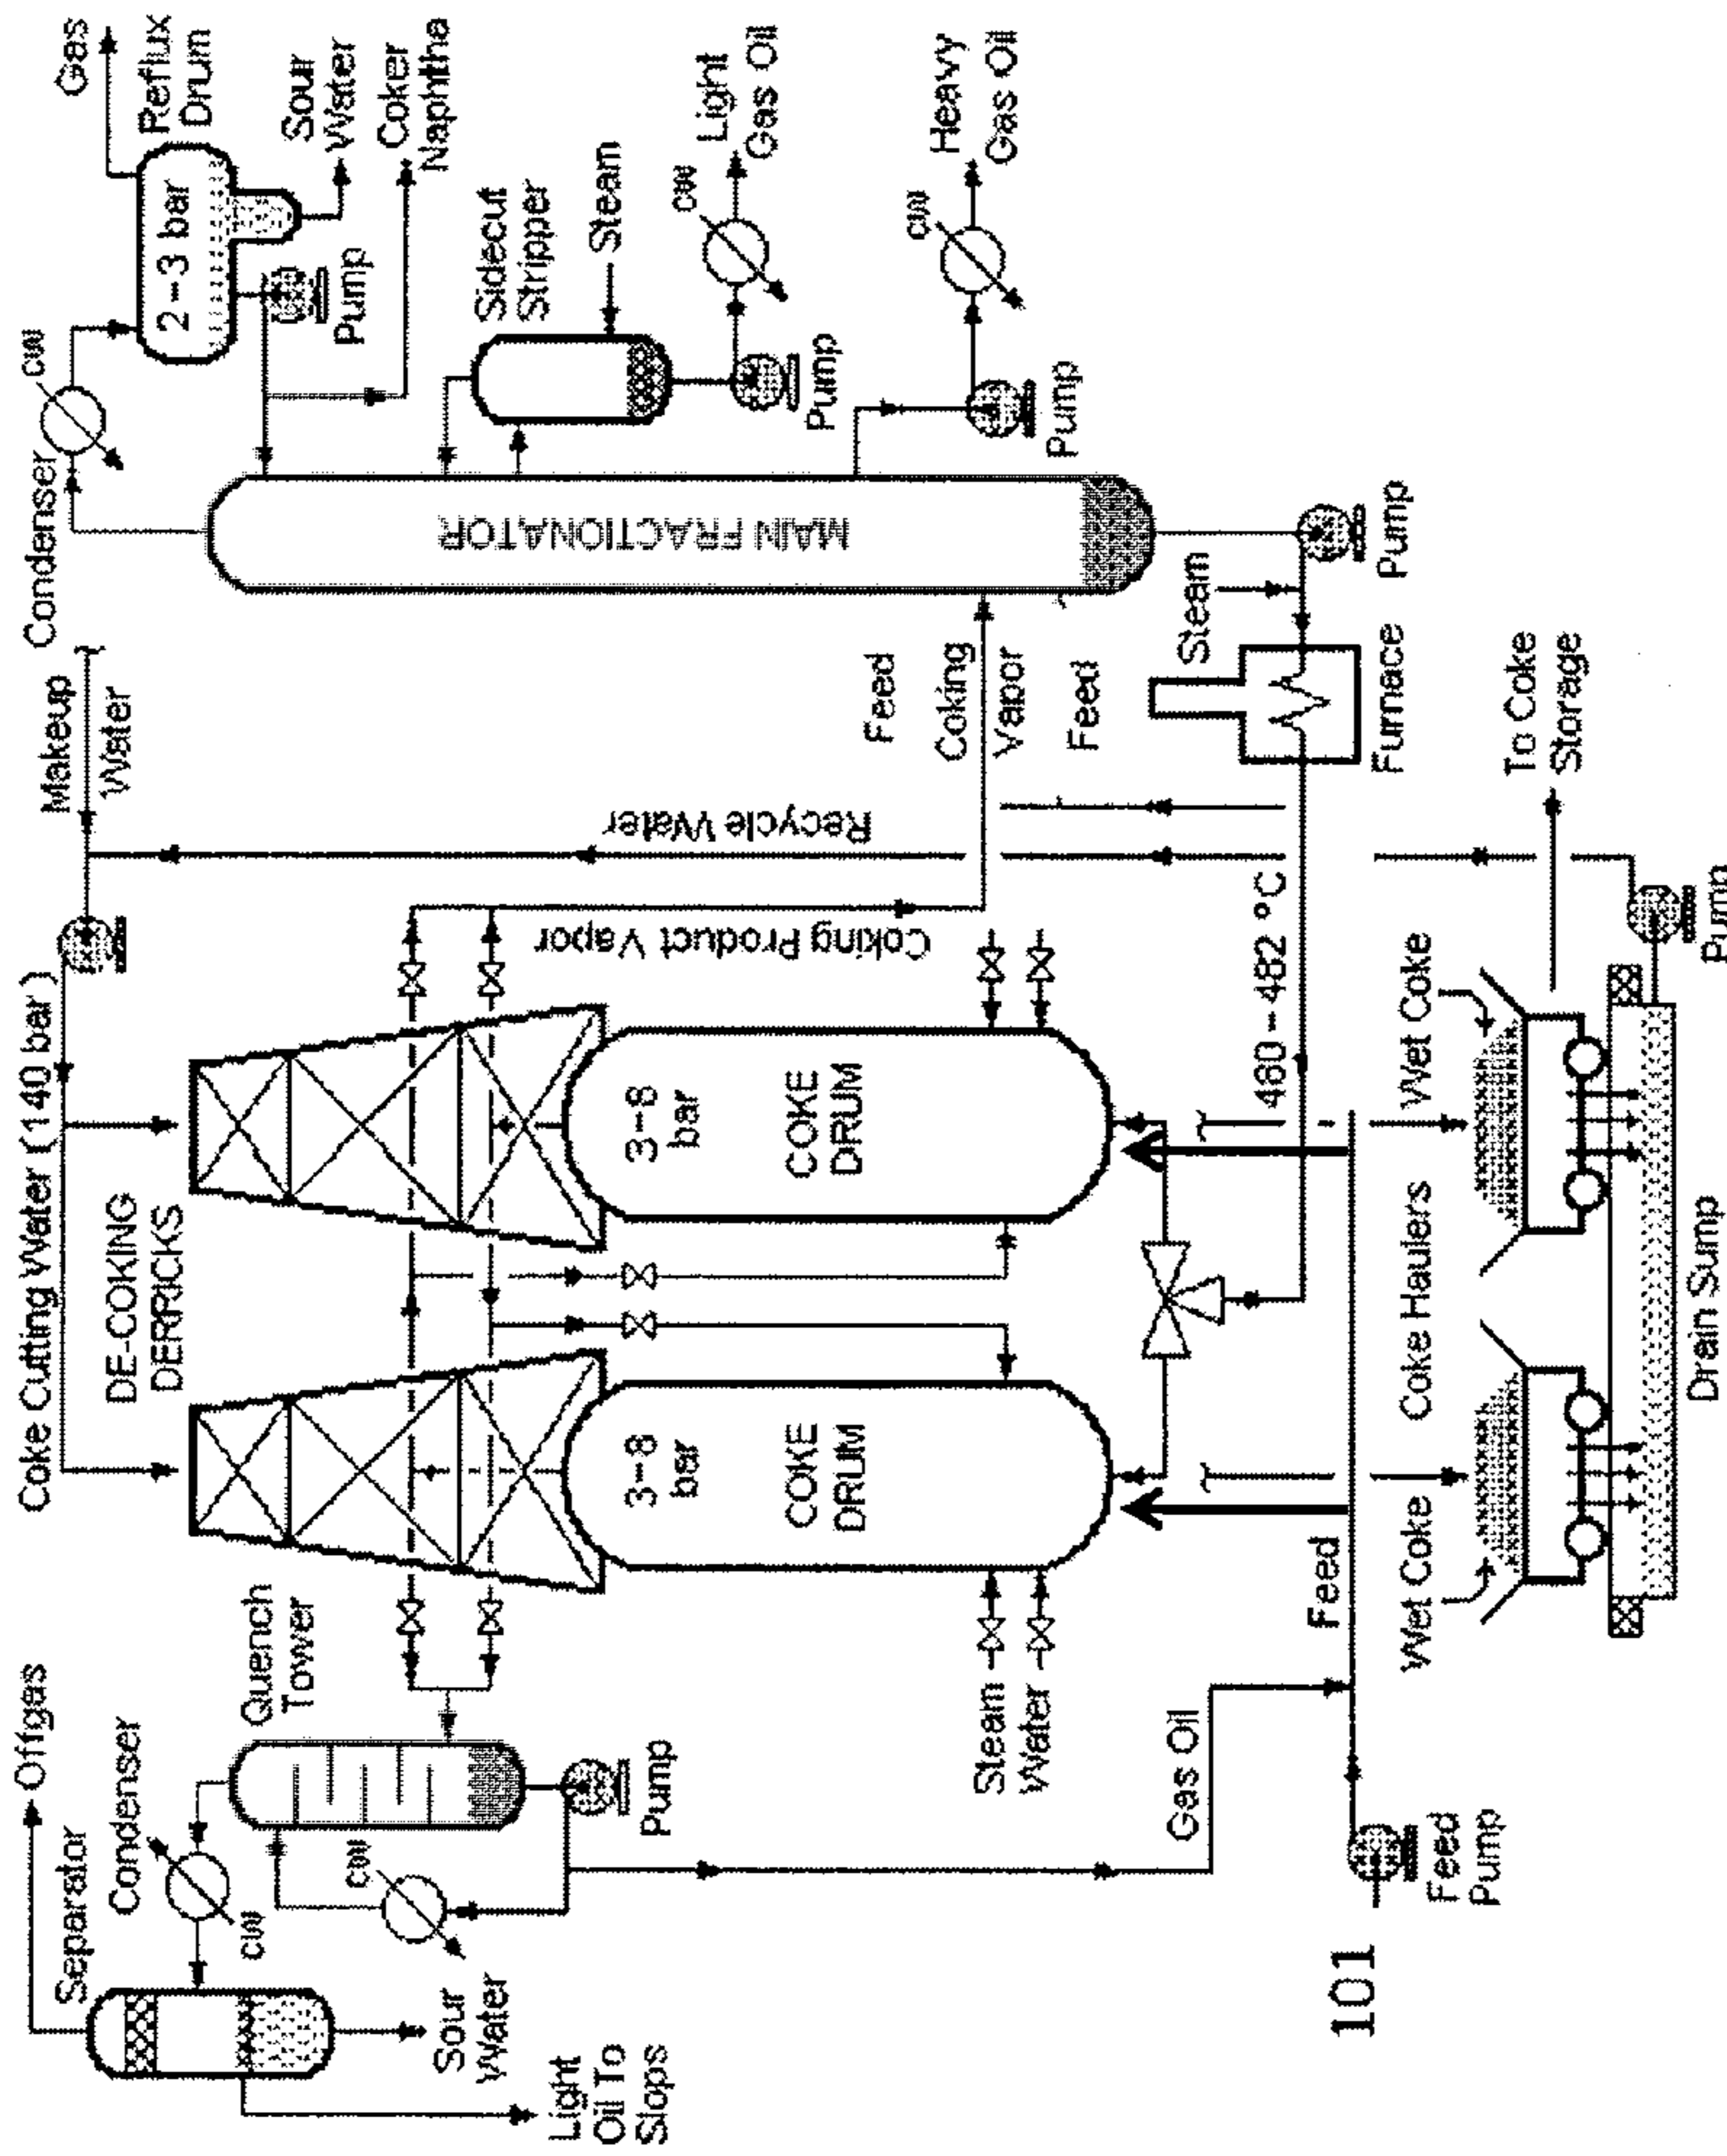 Offgas
Separator
Condenser
CW
Sour
Water
Light
Oil To
Slops
Quench
Tower
CW
Pump
Coke Cutting Water (140 bar)
DE-COKING
DERRICKS
Makeup
Water
Condenser
CW
Gas
Reflux
Drum
2-3 bar
Pump
Sour
Water
Coker
Naphtha
Sidecut
Stripper
Steam
CW
Light
Gas Oil
Pump
CW
Heavy
Gas Oil
Pump
MAIN FRACTIONATOR
Recycle Water
Coking Product Vapor
Feed
Coking
Vapor
Feed
3-8
bar
COKE
DRUM
3-8
bar
COKE
DRUM
Steam
Water
Gas Oil
Steam
Pump
Furnace
480-482 °C
101
Feed
Pump
Feed
Wet Coke
Coke Haulers
Wet Coke
To Coke
Storage
Drain Sump
Pump